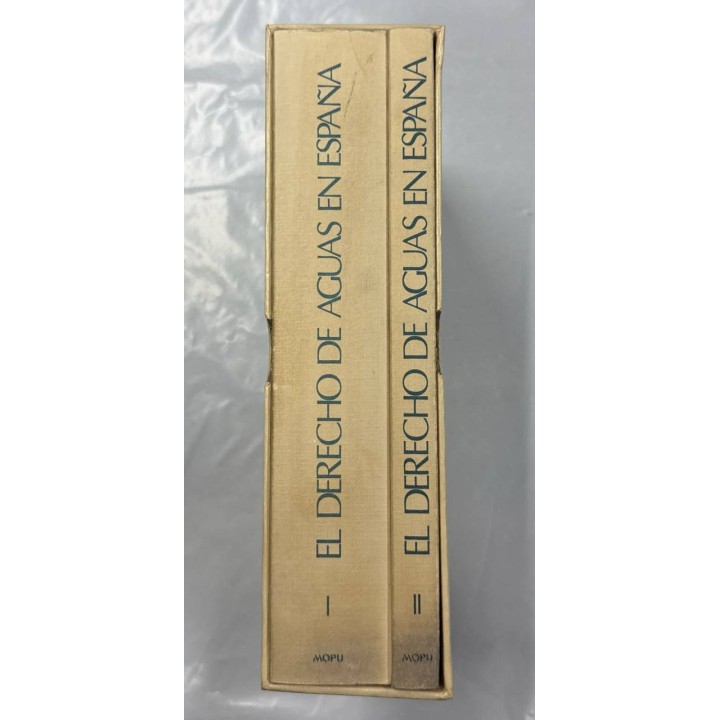 EL DERECHO DE AGUAS EN ESPAÑA
I
MOPU
EL DERECHO DE AGUAS EN ESPAÑA
II
MOPU